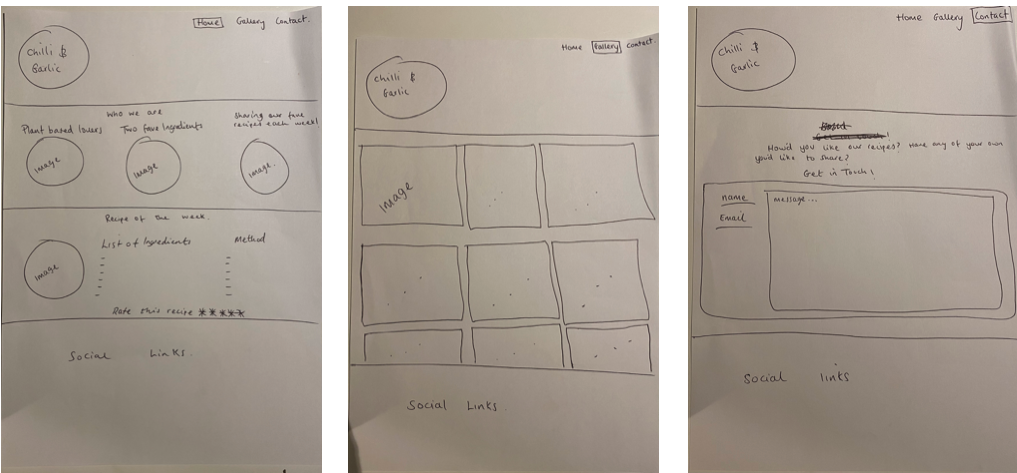 Home Gallery Contact.
Chilli &
Garlic
Who we are
Plant based lovers
Two fave Ingredients
Sharing our fave
recipes each week!
Image
Image
Image.
Recipe of the week.
List of Ingredients
Method
Image
Rate this recipe *****
Social Links.
Home Gallery Contact.
Chilli &
Garlic
Image
Social Links.
Home Gallery Contact
Chilli &
Garlic
How'd you like our recipes? Have any of your own
you'd like to share?
Get in Touch!
name
Email
message...
Social links